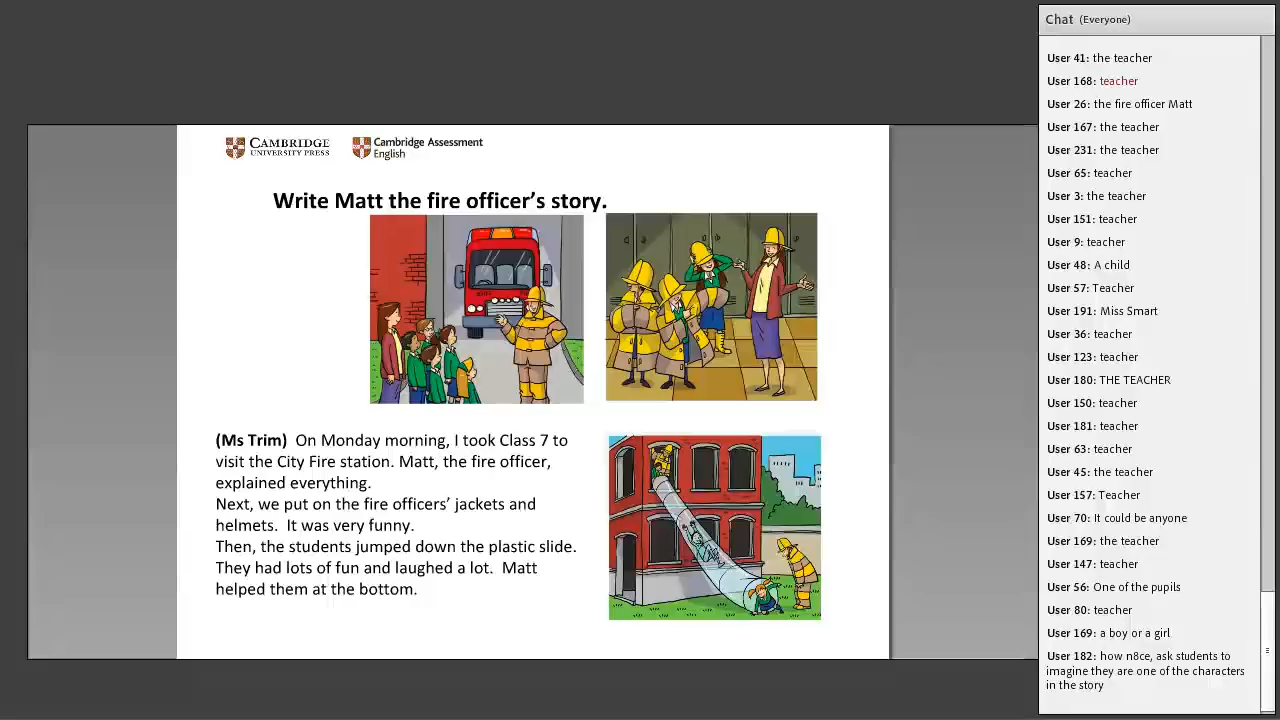 CAMBRIDGE
UNIVERSITY PRESS
Cambridge Assessment
English
Write Matt the fire officer's story.
(Ms Trim) On Monday morning, I took Class 7 to
visit the City Fire station. Matt, the fire officer,
explained everything.
Next, we put on the fire officers' jackets and
helmets. It was very funny.
Then, the students jumped down the plastic slide.
They had lots of fun and laughed a lot. Matt
helped them at the bottom.
Chat (Everyone)
User 41: the teacher
User 168: teacher
User 26: the fire officer Matt
User 167: the teacher
User 231: the teacher
User 65: teacher
User 3: the teacher
User 151: teacher
User 9: teacher
User 48: A child
User 57: Teacher
User 191: Miss Smart
User 36: teacher
User 123: teacher
User 180: THE TEACHER
User 150: teacher
User 181: teacher
User 63: teacher
User 45: the teacher
User 157: Teacher
User 70: It could be anyone
User 169: the teacher
User 147: teacher
User 56: One of the pupils
User 80: teacher
User 169: a boy or a girl
User 182: how n8ce, ask students to
imagine they are one of the characters
in the story